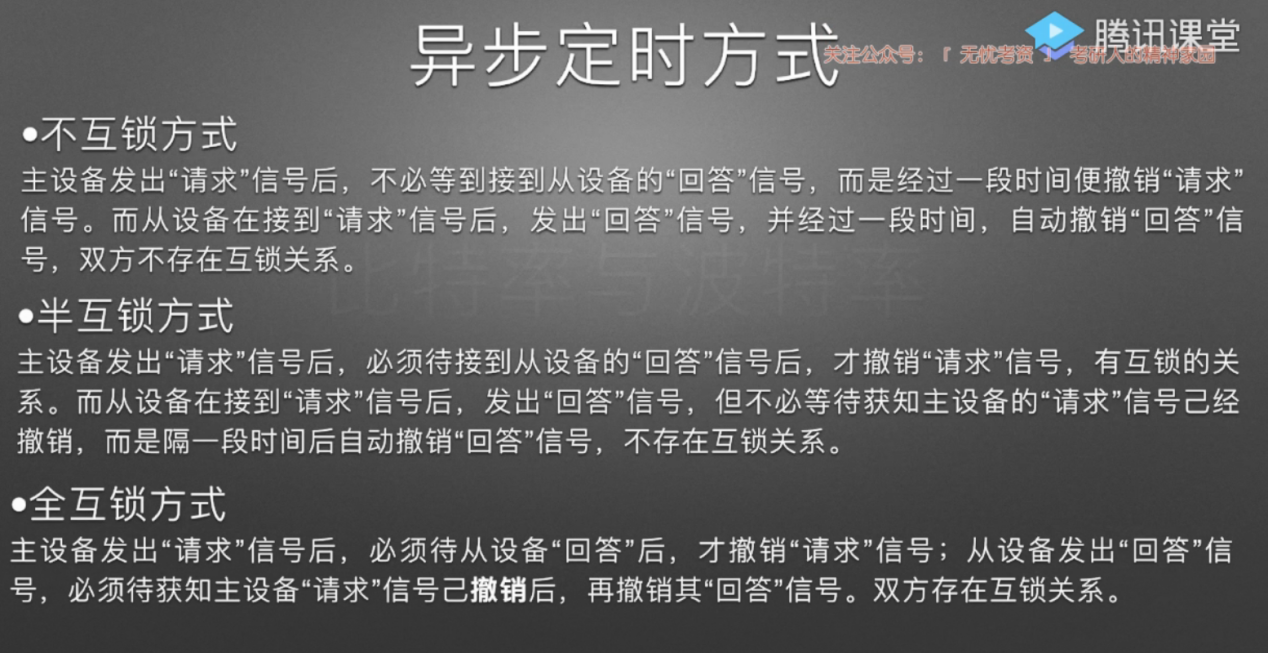 异步定时方式
腾讯课堂
关注公众号：「 无忧考资 」 考研人的精神家园
•不互锁方式
主设备发出“请求”信号后，不必等到接到从设备的“回答”信号，而是经过一段时间便撤销“请求”
信号。而从设备在接到“请求”信号后，发出“回答”信号，并经过一段时间，自动撤销“回答”信
号，双方不存在互锁关系。
比特率与波特率
•半互锁方式
主设备发出“请求”信号后，必须待接到从设备的“回答”信号后，才撤销“请求”信号，有互锁的关
系。而从设备在接到“请求”信号后，发出“回答”信号，但不必等待获知主设备的“请求”信号己经
撤销，而是隔一段时间后自动撤销“回答”信号，不存在互锁关系。
•全互锁方式
主设备发出“请求”信号后，必须待从设备“回答”后，才撤销“请求”信号；从设备发出“回答”信
号，必须待获知主设备“请求”信号己撤销后，再撤销其“回答”信号。双方存在互锁关系。